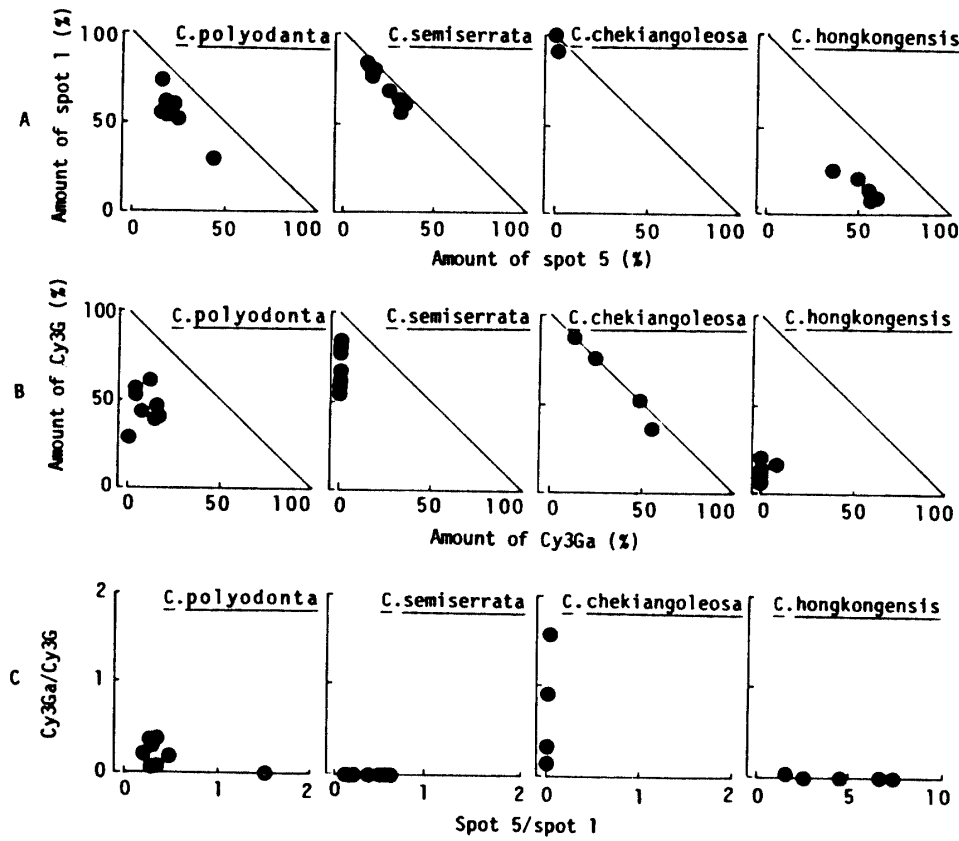 A
Amount of spot 1 (%)
100
50
0
C.polyodanta
C.semiserrata
C.chekiangoleosa
C.hongkongensis
0 50 100
0 50 100
0 50 100
0 50 100
Amount of spot 5 (%)
B
Amount of Cy3G (%)
100
50
0
C.polyodonta
C.semiserrata
C.chekiangoleosa
C.hongkongensis
0 50 100
0 50 100
0 50 100
0 50 100
Amount of Cy3Ga (%)
C
Cy3Ga/Cy3G
2
1
0
C.polyodonta
C.semiserrata
C.chekiangoleosa
C.hongkongensis
0 1 2
0 1 2
0 1 2
0 5 10
Spot 5/spot 1